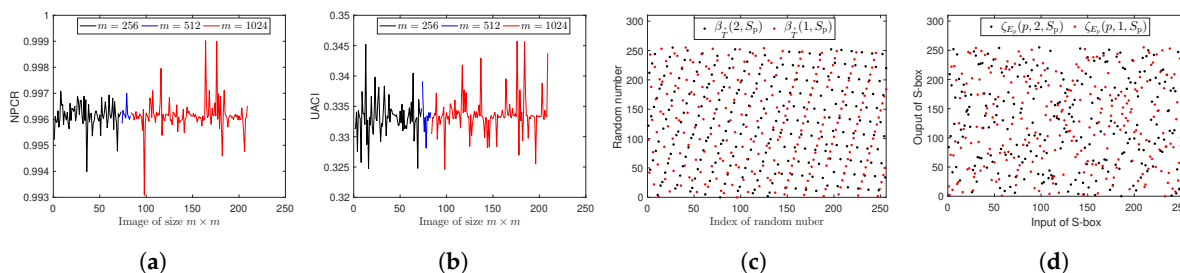 m = 256 m = 512 m = 1024
NPCR
1
0.999
0.998
0.997
0.996
0.995
0.994
0.993
0 50 100 150 200 250
Image of size m × m
(a)
m = 256 m = 512 m = 1024
UACI
0.35
0.345
0.34
0.335
0.33
0.325
0.32
0 50 100 150 200 250
Image of size m × m
(b)
β_T(2, S_p) β_T(1, S_p)
Random number
300
250
200
150
100
50
0
0 50 100 150 200 250
Index of random nuber
(c)
ζ_{E_p}(p, 2, S_p) ζ_{E_p}(p, 1, S_p)
Ouput of S-box
300
250
200
150
100
50
0
0 50 100 150 200 250
Input of S-box
(d)